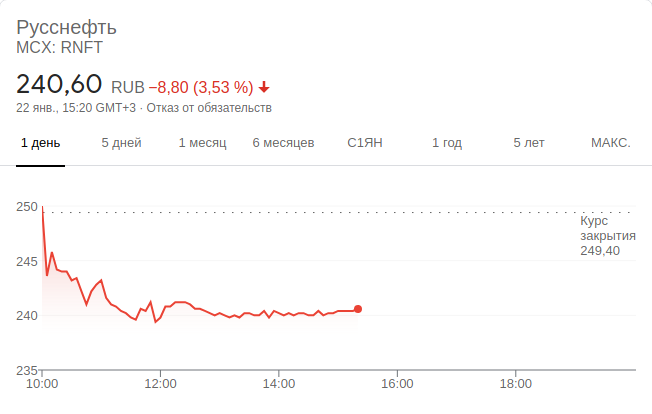 Русснефть
MCX: RNFT
240,60 RUB −8,80 (3,53 %)
22 янв., 15:20 GMT+3 · Отказ от обязательств
1 день 5 дней 1 месяц 6 месяцев С1ЯН 1 год 5 лет МАКС.
250
Курс
закрытия
249,40
245
240
235
10:00 12:00 14:00 16:00 18:00